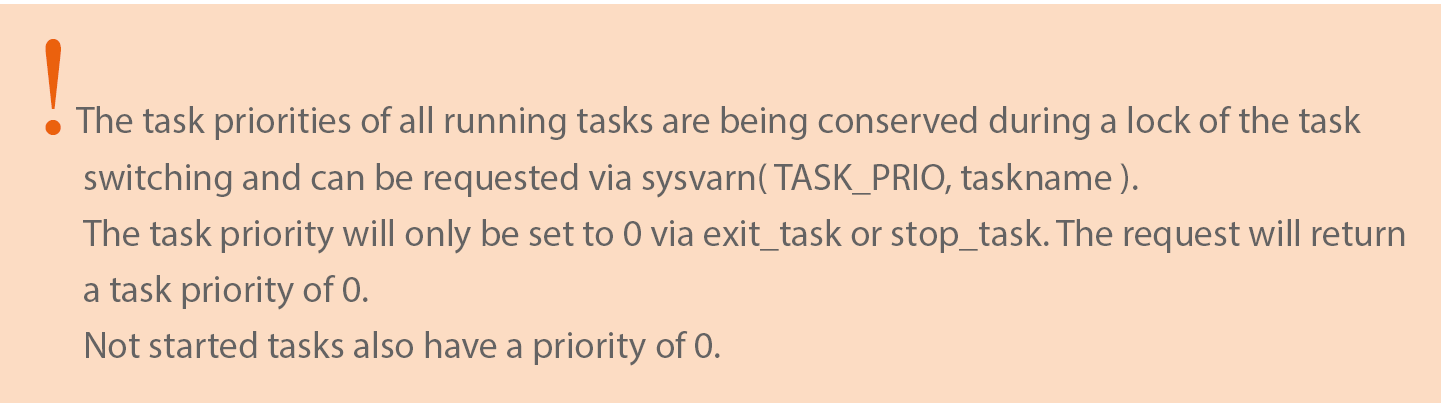 ! The task priorities of all running tasks are being conserved during a lock of the task
switching and can be requested via sysvarn( TASK_PRIO, taskname ).
The task priority will only be set to 0 via exit_task or stop_task. The request will return
a task priority of 0.
Not started tasks also have a priority of 0.